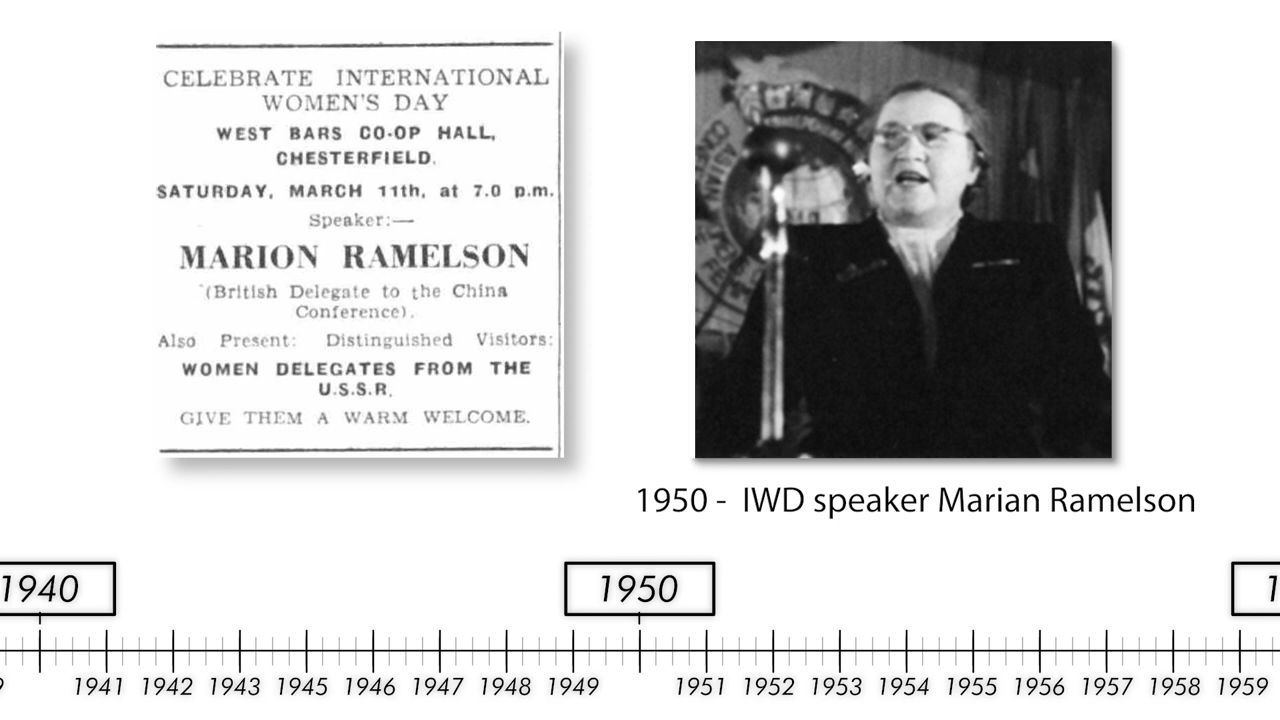 CELEBRATE INTERNATIONAL
WOMEN'S DAY
WEST BARS CO-OP HALL,
CHESTERFIELD.
SATURDAY, MARCH 11th, at 7.0 p.m.
Speaker:—
MARION RAMELSON
(British Delegate to the China
Conference).
Also Present: Distinguished Visitors:
WOMEN DELEGATES FROM THE
U.S.S.R.
GIVE THEM A WARM WELCOME.
ASIAN
1950 - IWD speaker Marian Ramelson
1940
1950
1941 1942 1943 1944 1945 1946 1947 1948 1949 1951 1952 1953 1954 1955 1956 1957 1958 1959